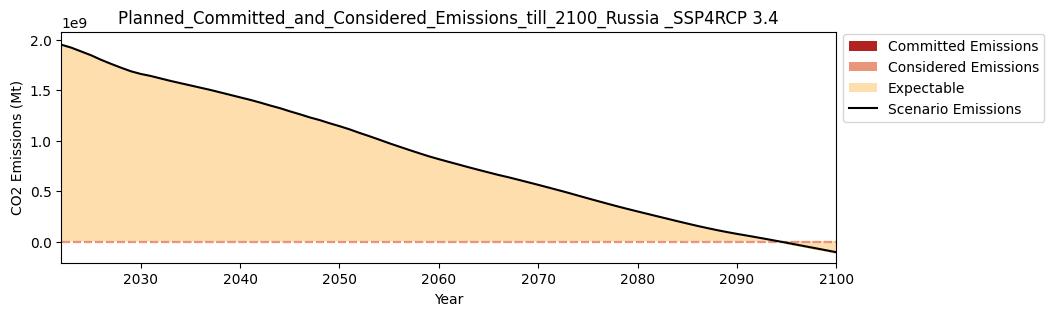 Planned_Committed_and_Considered_Emissions_till_2100_Russia _SSP4RCP 3.4
1e9
2.0
1.5
1.0
0.5
0.0
CO2 Emissions (Mt)
2030 2040 2050 2060 2070 2080 2090 2100
Year
Committed Emissions
Considered Emissions
Expectable
Scenario Emissions